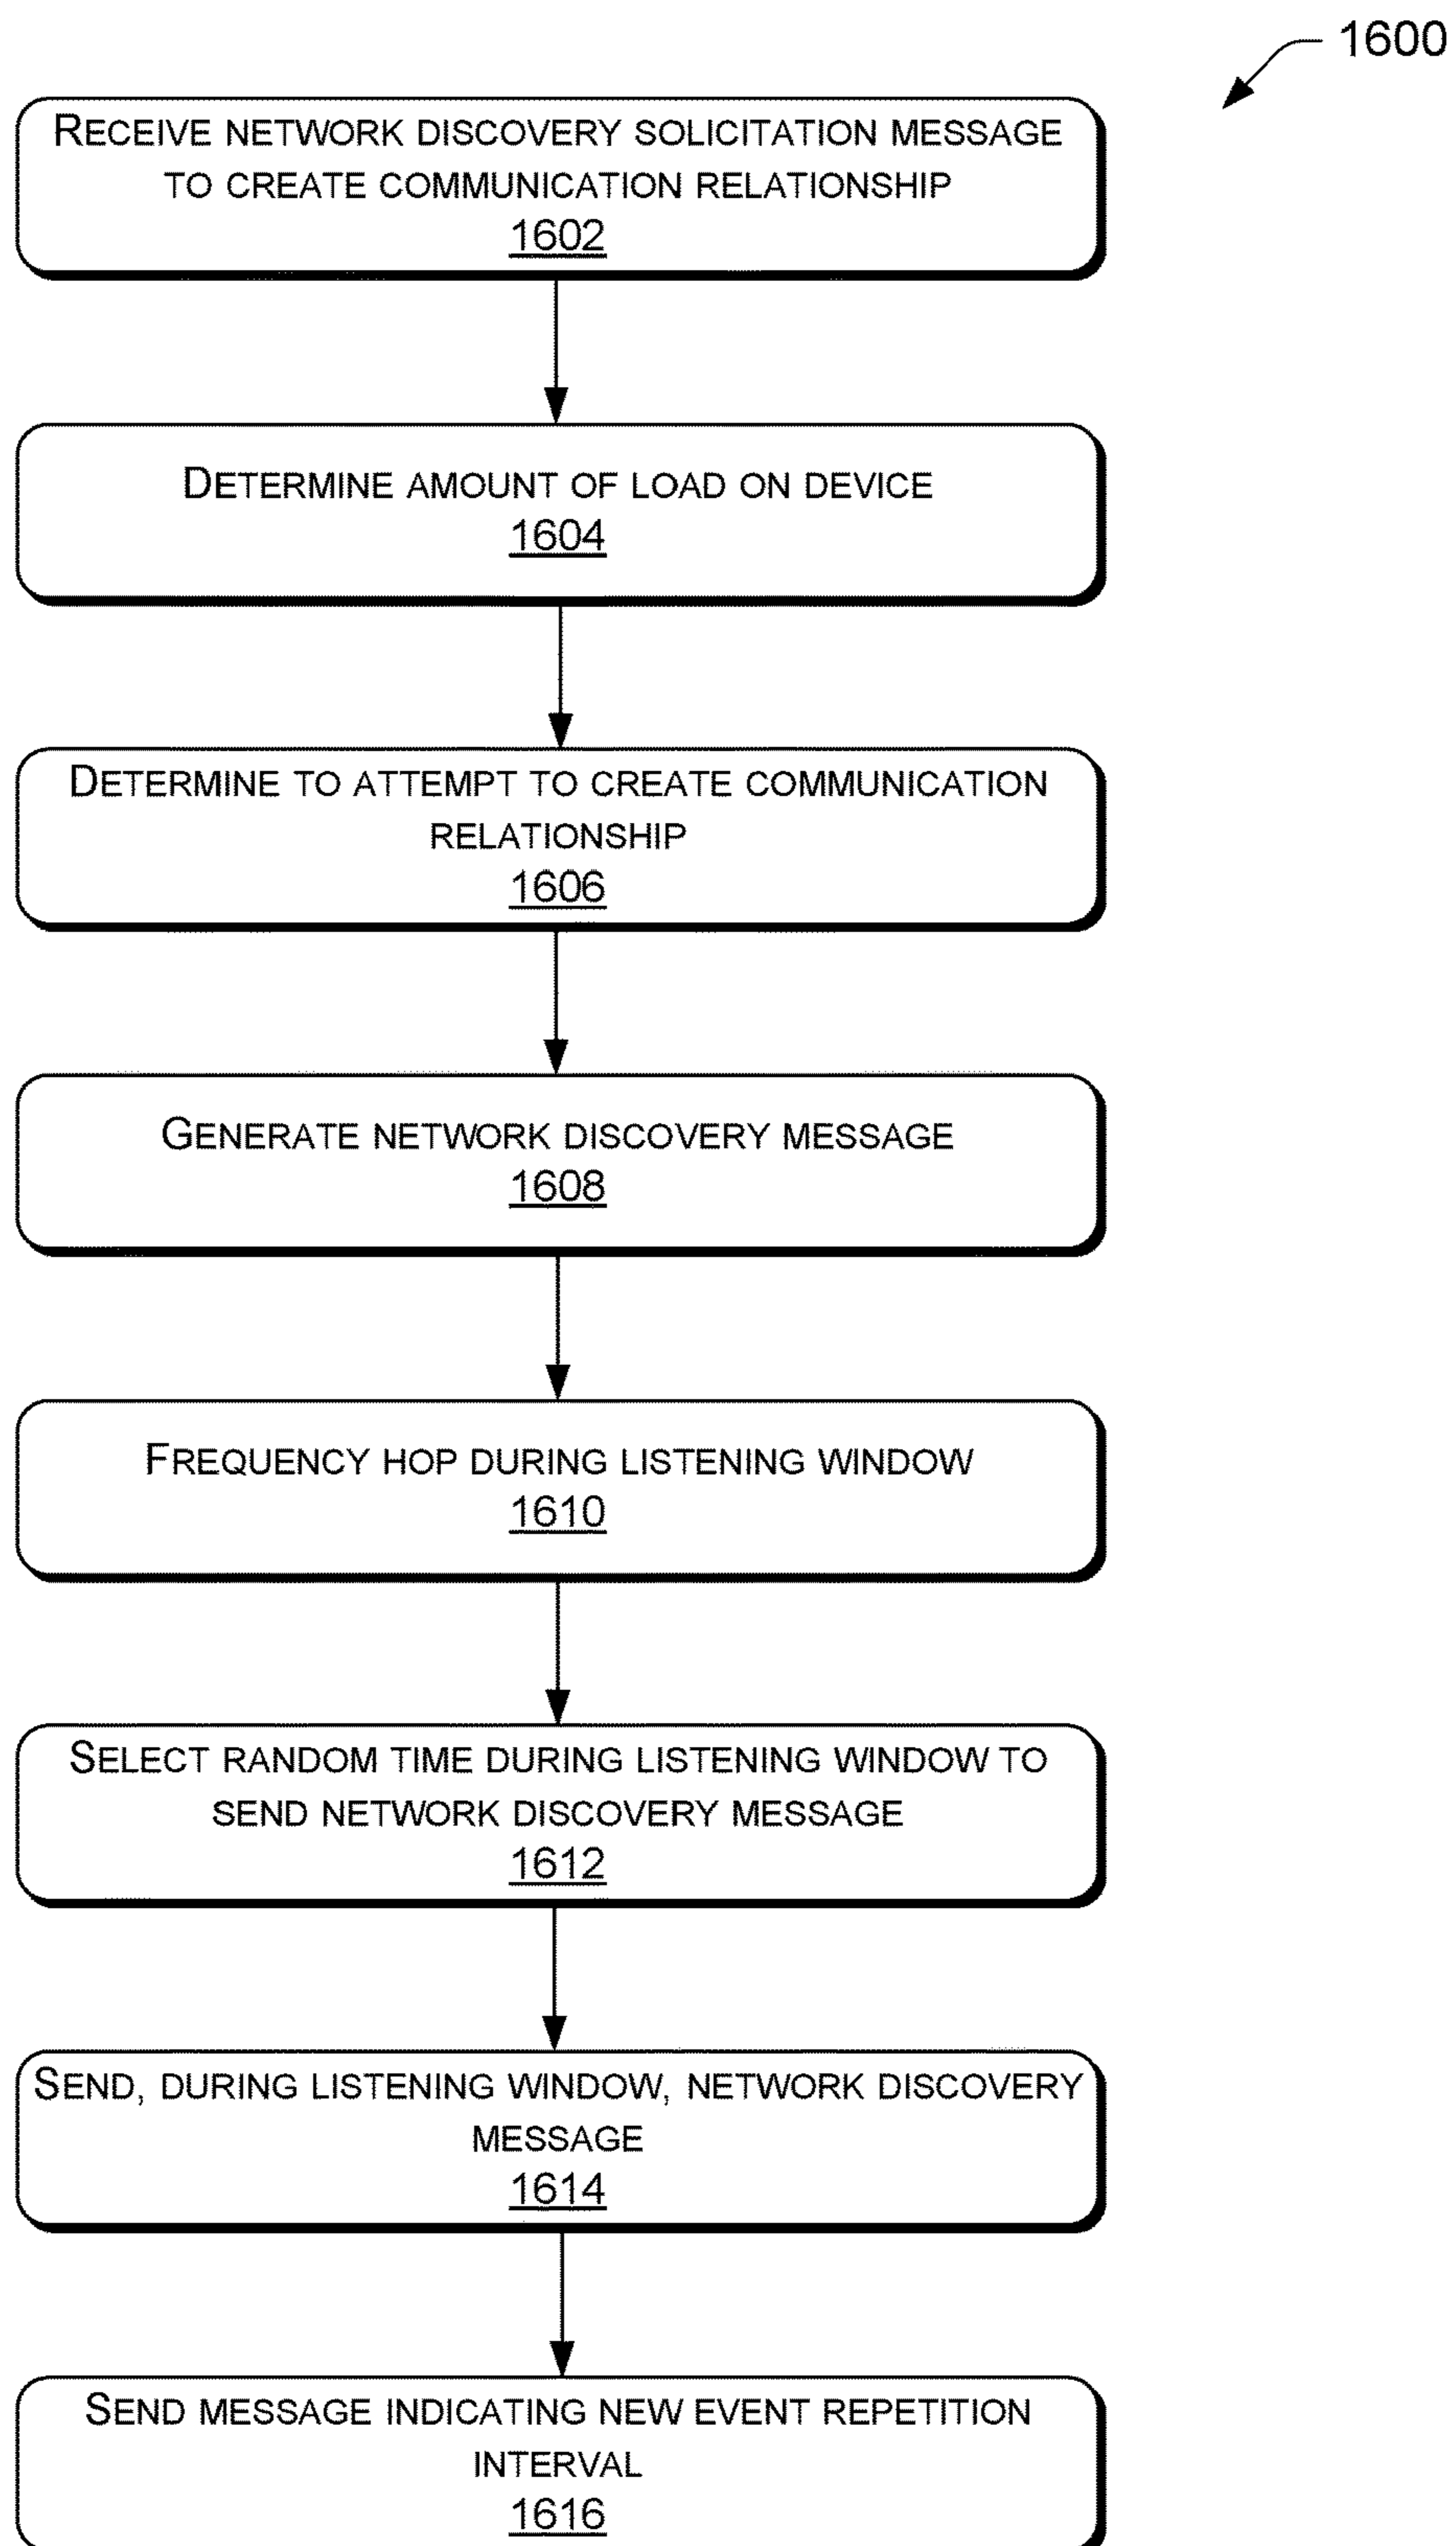 1600
RECEIVE NETWORK DISCOVERY SOLICITATION MESSAGE
TO CREATE COMMUNICATION RELATIONSHIP
1602
DETERMINE AMOUNT OF LOAD ON DEVICE
1604
DETERMINE TO ATTEMPT TO CREATE COMMUNICATION
RELATIONSHIP
1606
GENERATE NETWORK DISCOVERY MESSAGE
1608
FREQUENCY HOP DURING LISTENING WINDOW
1610
SELECT RANDOM TIME DURING LISTENING WINDOW TO
SEND NETWORK DISCOVERY MESSAGE
1612
SEND, DURING LISTENING WINDOW, NETWORK DISCOVERY
MESSAGE
1614
SEND MESSAGE INDICATING NEW EVENT REPETITION
INTERVAL
1616